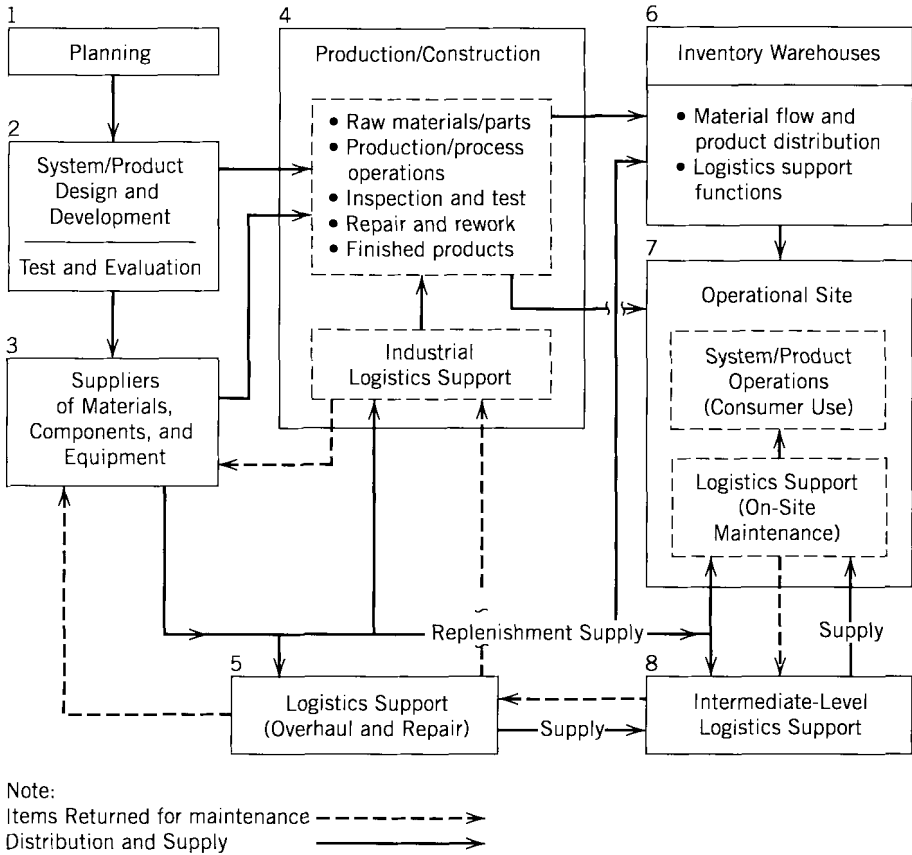 1
Planning
2
System/Product
Design and
Development
Test and Evaluation
3
Suppliers
of Materials,
Components, and
Equipment
4
Production/Construction
• Raw materials/parts
• Production/process
operations
• Inspection and test
• Repair and rework
• Finished products
Industrial
Logistics Support
6
Inventory Warehouses
• Material flow and
product distribution
• Logistics support
functions
7
Operational Site
System/Product
Operations
(Consumer Use)
Logistics Support
(On-Site
Maintenance)
Replenishment Supply
Supply
5
Logistics Support
(Overhaul and Repair)
Supply
8
Intermediate-Level
Logistics Support
Note:
Items Returned for maintenance
Distribution and Supply